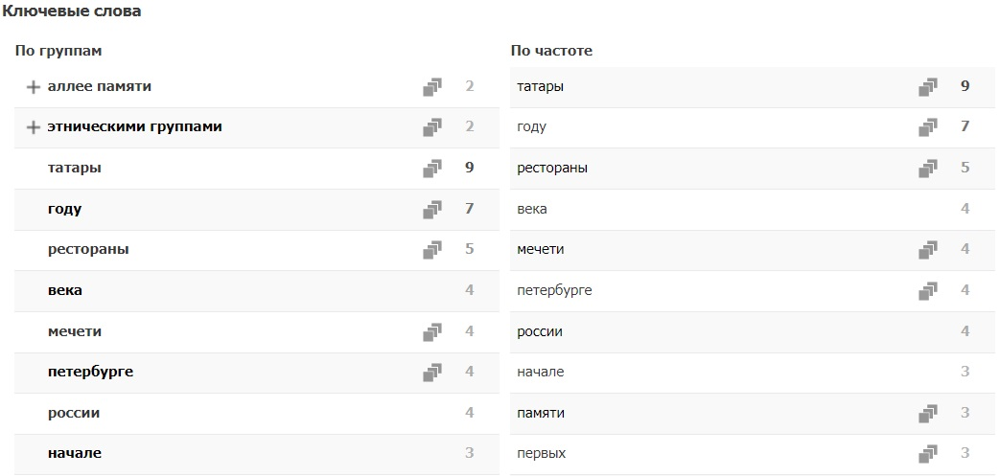 Ключевые слова
По группам
аллее памяти 2
этническими группами 2
татары 9
году 7
рестораны 5
века 4
мечети 4
петербурге 4
россии 4
начале 3
По частоте
татары 9
году 7
рестораны 5
века 4
мечети 4
петербурге 4
россии 4
начале 3
памяти 3
первых 3